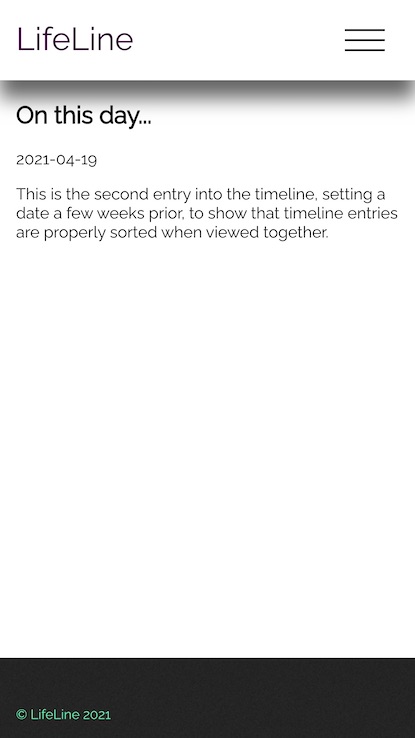 LifeLine
On this day...
2021-04-19
This is the second entry into the timeline, setting a
date a few weeks prior, to show that timeline entries
are properly sorted when viewed together.
© LifeLine 2021